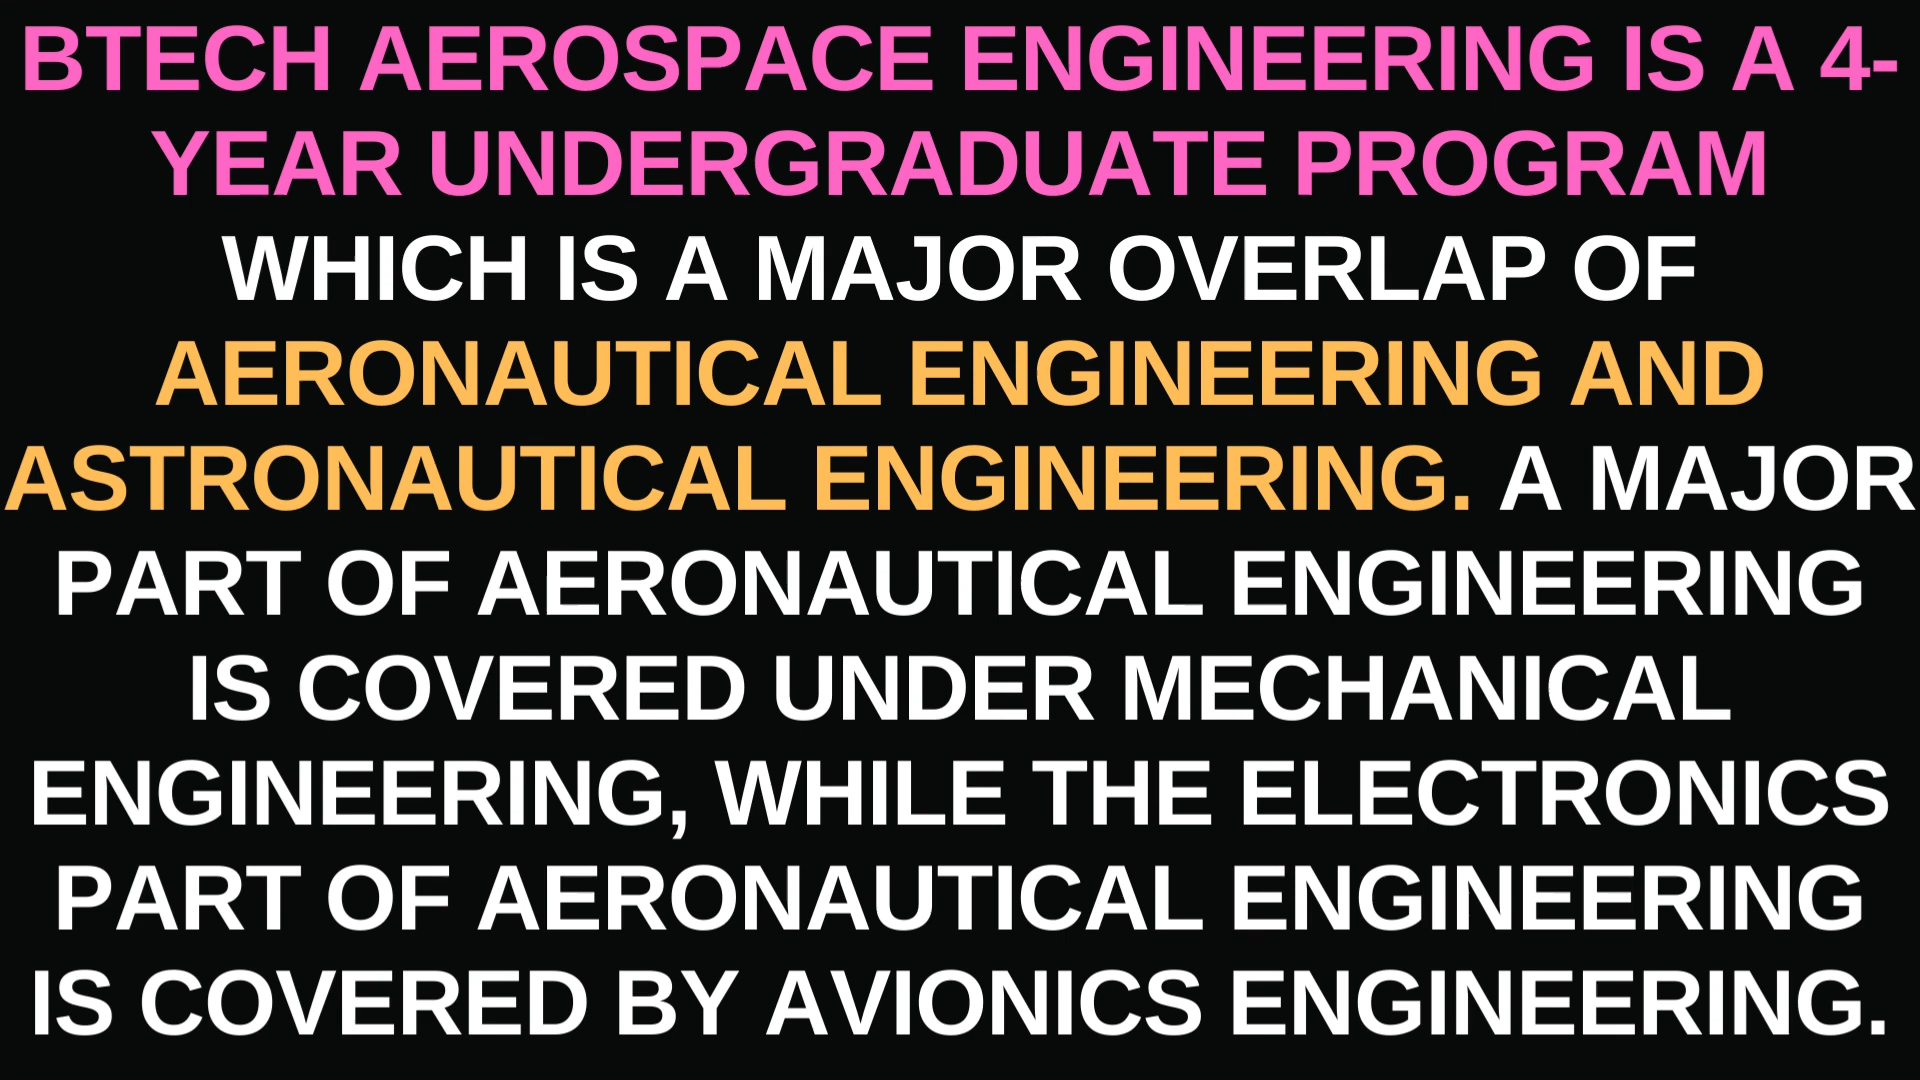 BTECH AEROSPACE ENGINEERING IS A 4-
YEAR UNDERGRADUATE PROGRAM
WHICH IS A MAJOR OVERLAP OF
AERONAUTICAL ENGINEERING AND
ASTRONAUTICAL ENGINEERING. A MAJOR
PART OF AERONAUTICAL ENGINEERING
IS COVERED UNDER MECHANICAL
ENGINEERING, WHILE THE ELECTRONICS
PART OF AERONAUTICAL ENGINEERING
IS COVERED BY AVIONICS ENGINEERING.